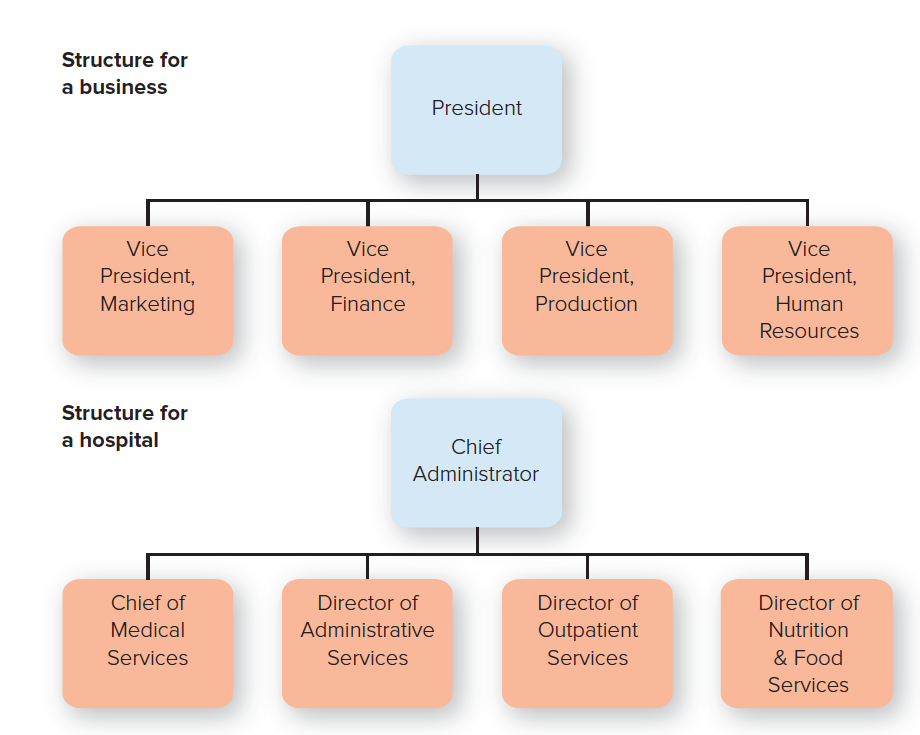 Structure for
a business
President
Vice
President,
Marketing
Vice
President,
Finance
Vice
President,
Production
Vice
President,
Human
Resources
Structure for
a hospital
Chief
Administrator
Chief of
Medical
Services
Director of
Administrative
Services
Director of
Outpatient
Services
Director of
Nutrition
& Food
Services